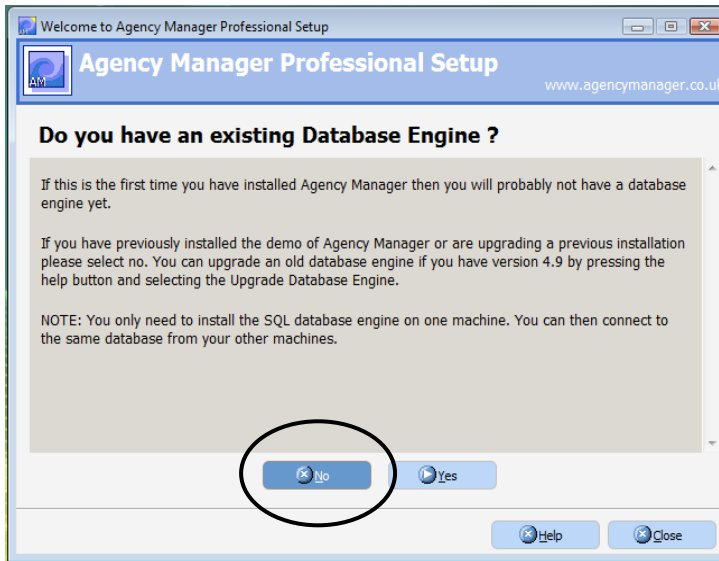 Welcome to Agency Manager Professional Setup
AM
Agency Manager Professional Setup
www.agencymanager.co.uk
Do you have an existing Database Engine ?
If this is the first time you have installed Agency Manager then you will probably not have a database
engine yet.
If you have previously installed the demo of Agency Manager or are upgrading a previous installation
please select no. You can upgrade an old database engine if you have version 4.9 by pressing the
help button and selecting the Upgrade Database Engine.
NOTE: You only need to install the SQL database engine on one machine. You can then connect to
the same database from your other machines.
No
Yes
Help
Close